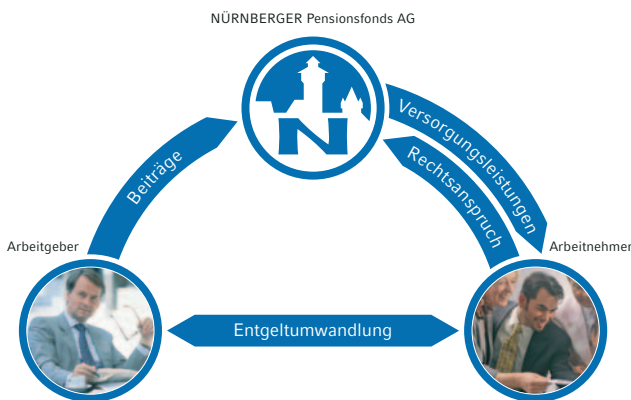 NÜRNBERGER Pensionsfonds AG
N
Beiträge
Versorgungsleistungen
Rechtsanspruch
Arbeitgeber
Arbeitnehmer
Entgeltumwandlung